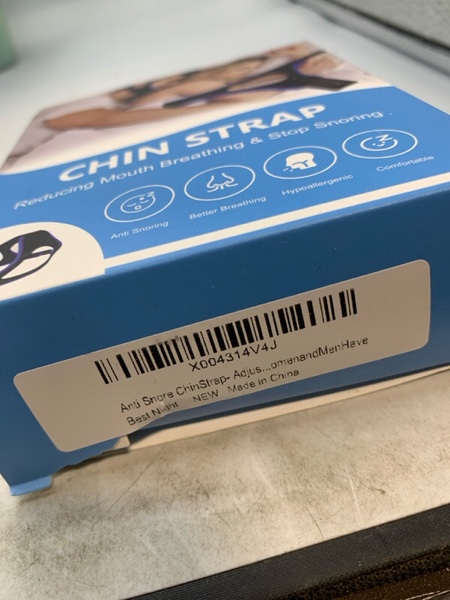 CHIN STRAP
Reducing Mouth Breathing & Stop Snoring
Anti Snoring
Better Breathing
Hypoallergenic
Comfortable
X004314V4J
Anti Snore ChinStrap- Adjus...omenandMenHave
Best Night NEW Made in China